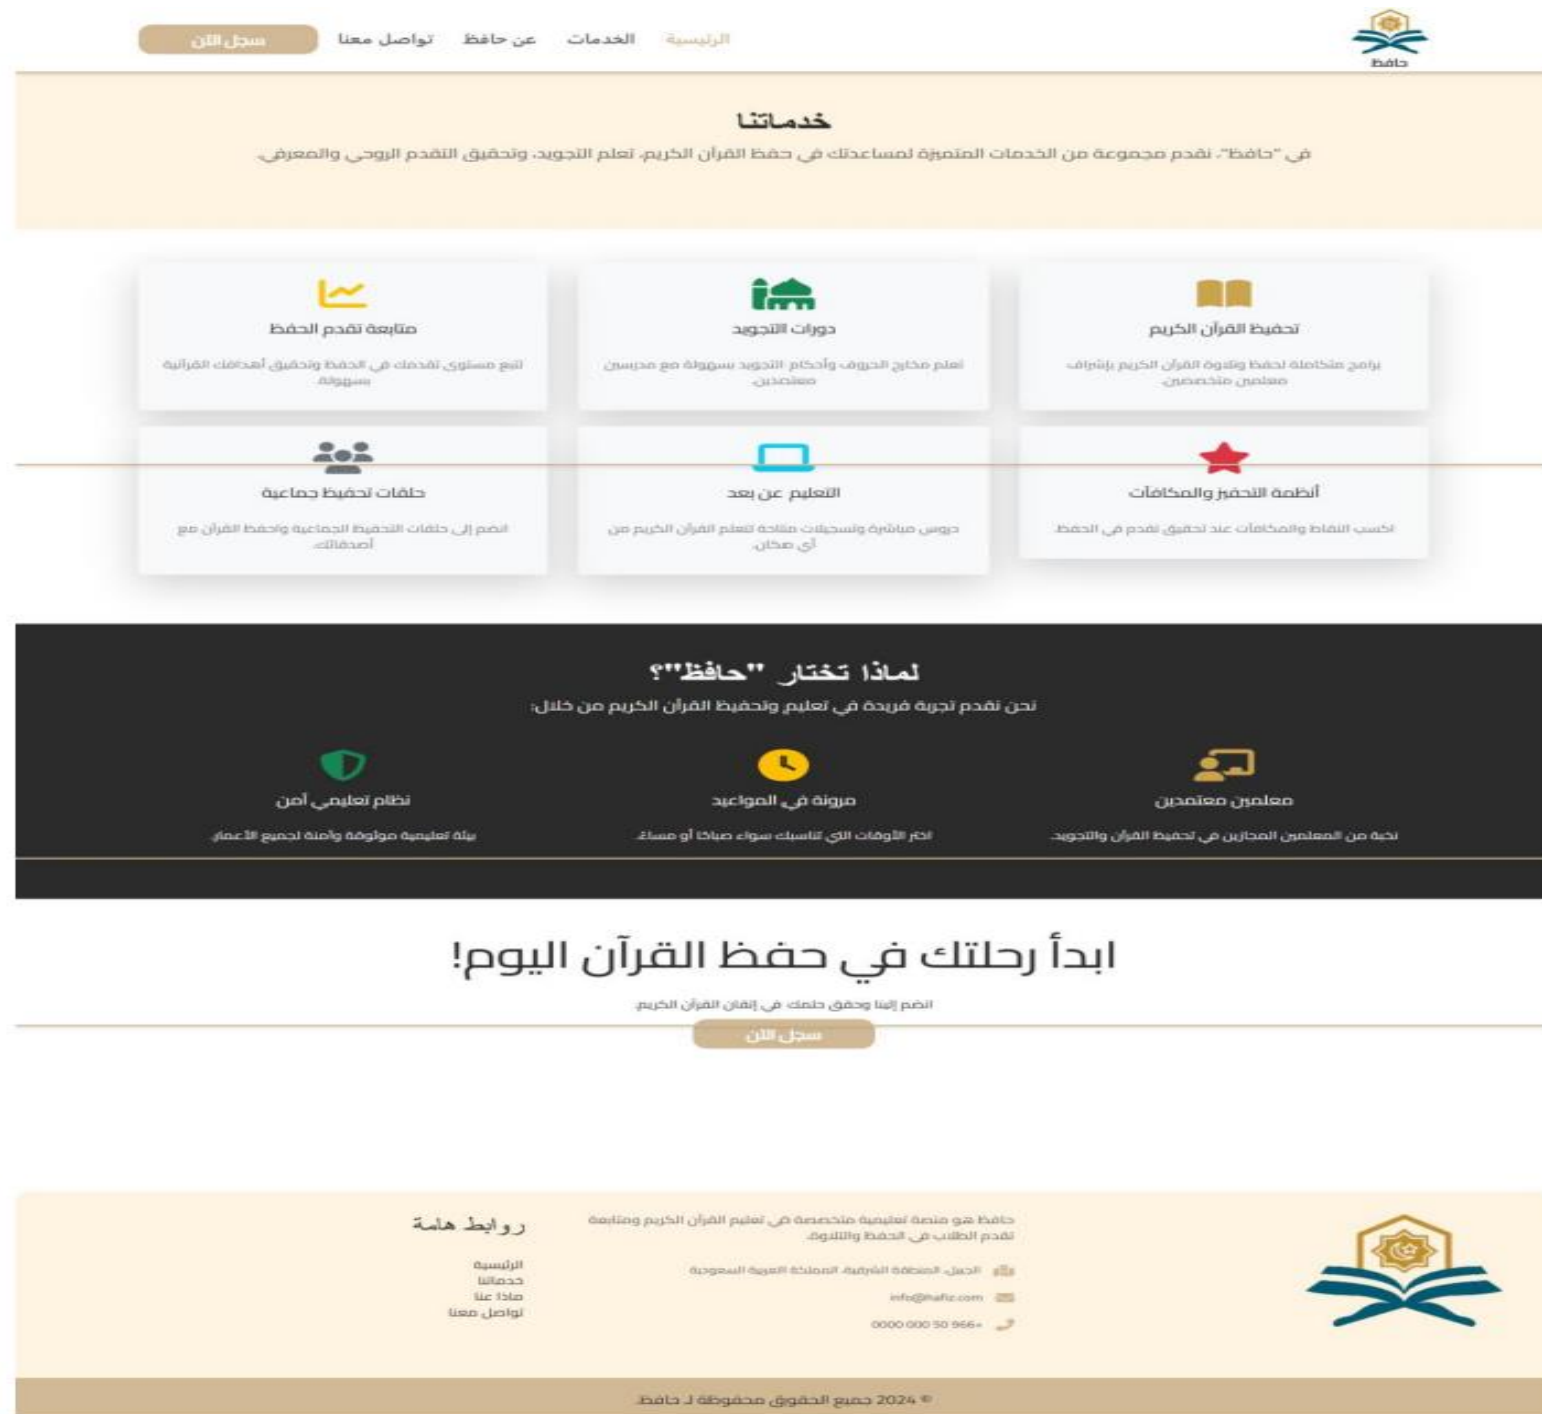 حافظ
الرئيسية الخدمات عن حافظ تواصل معنا سجل الآن
خدماتنا
في "حافظ"، نقدم مجموعة من الخدمات المتميزة لمساعدتك في حفظ القرآن الكريم، تعلم التجويد، وتحقيق التقدم الروحي والمعرفي.
تحفيظ القرآن الكريم
برامج متكاملة لحفظ وتلاوة القرآن الكريم بإشراف
معلمين متخصصين.
دورات التجويد
تعلم مخارج الحروف وأحكام التجويد بسهولة مع مدرسين
معتمدين.
متابعة تقدم الحفظ
تتبع مستوى تقدمك في الحفظ وتحقيق أهدافك القرآنية
بسهولة.
أنظمة التحفيز والمكافآت
اكسب النقاط والمكافآت عند تحقيق تقدم في الحفظ.
التعليم عن بعد
دروس مباشرة وتسجيلات متاحة لتعلم القرآن الكريم من
أي مكان.
حلقات تحفيظ جماعية
انضم إلى حلقات التحفيظ الجماعية واحفظ القرآن مع
أصدقائك.
لماذا تختار "حافظ"؟
نحن نقدم تجربة فريدة في تعليم وتحفيظ القرآن الكريم من خلال:
معلمين معتمدين
نخبة من المعلمين المجازين في تحفيظ القرآن والتجويد.
مرونة في المواعيد
اختر الأوقات التي تناسبك سواء صباحًا أو مساءً.
نظام تعليمي آمن
بيئة تعليمية موثوقة وآمنة لجميع الأعمار.
ابدأ رحلتك في حفظ القرآن اليوم!
انضم إلينا وحقق حلمك في إتقان القرآن الكريم.
سجل الآن
حافظ هو منصة تعليمية متخصصة في تعليم القرآن الكريم ومتابعة
تقدم الطلاب في الحفظ والتلاوة.
الجبيل، المنطقة الشرقية، المملكة العربية السعودية
info@hafiz.com
+966 50 000 0000
روابط هامة
الرئيسية
خدماتنا
ماذا عنا
تواصل معنا
© 2024 جميع الحقوق محفوظة لـ حافظ.